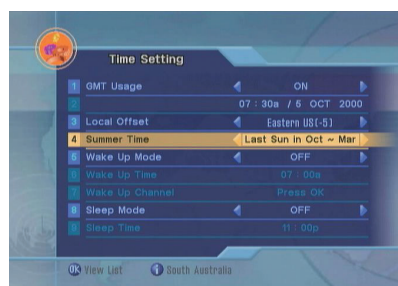 Time Setting
1 GMT Usage ON
2 07 : 30a / 5 OCT 2000
3 Local Offset Eastern US(-5)
4 Summer Time Last Sun in Oct ~ Mar
5 Wake Up Mode OFF
6 Wake Up Time 07 : 00a
7 Wake Up Channel Press OK
8 Sleep Mode OFF
9 Sleep Time 11 : 00p
OK View List i South Australia